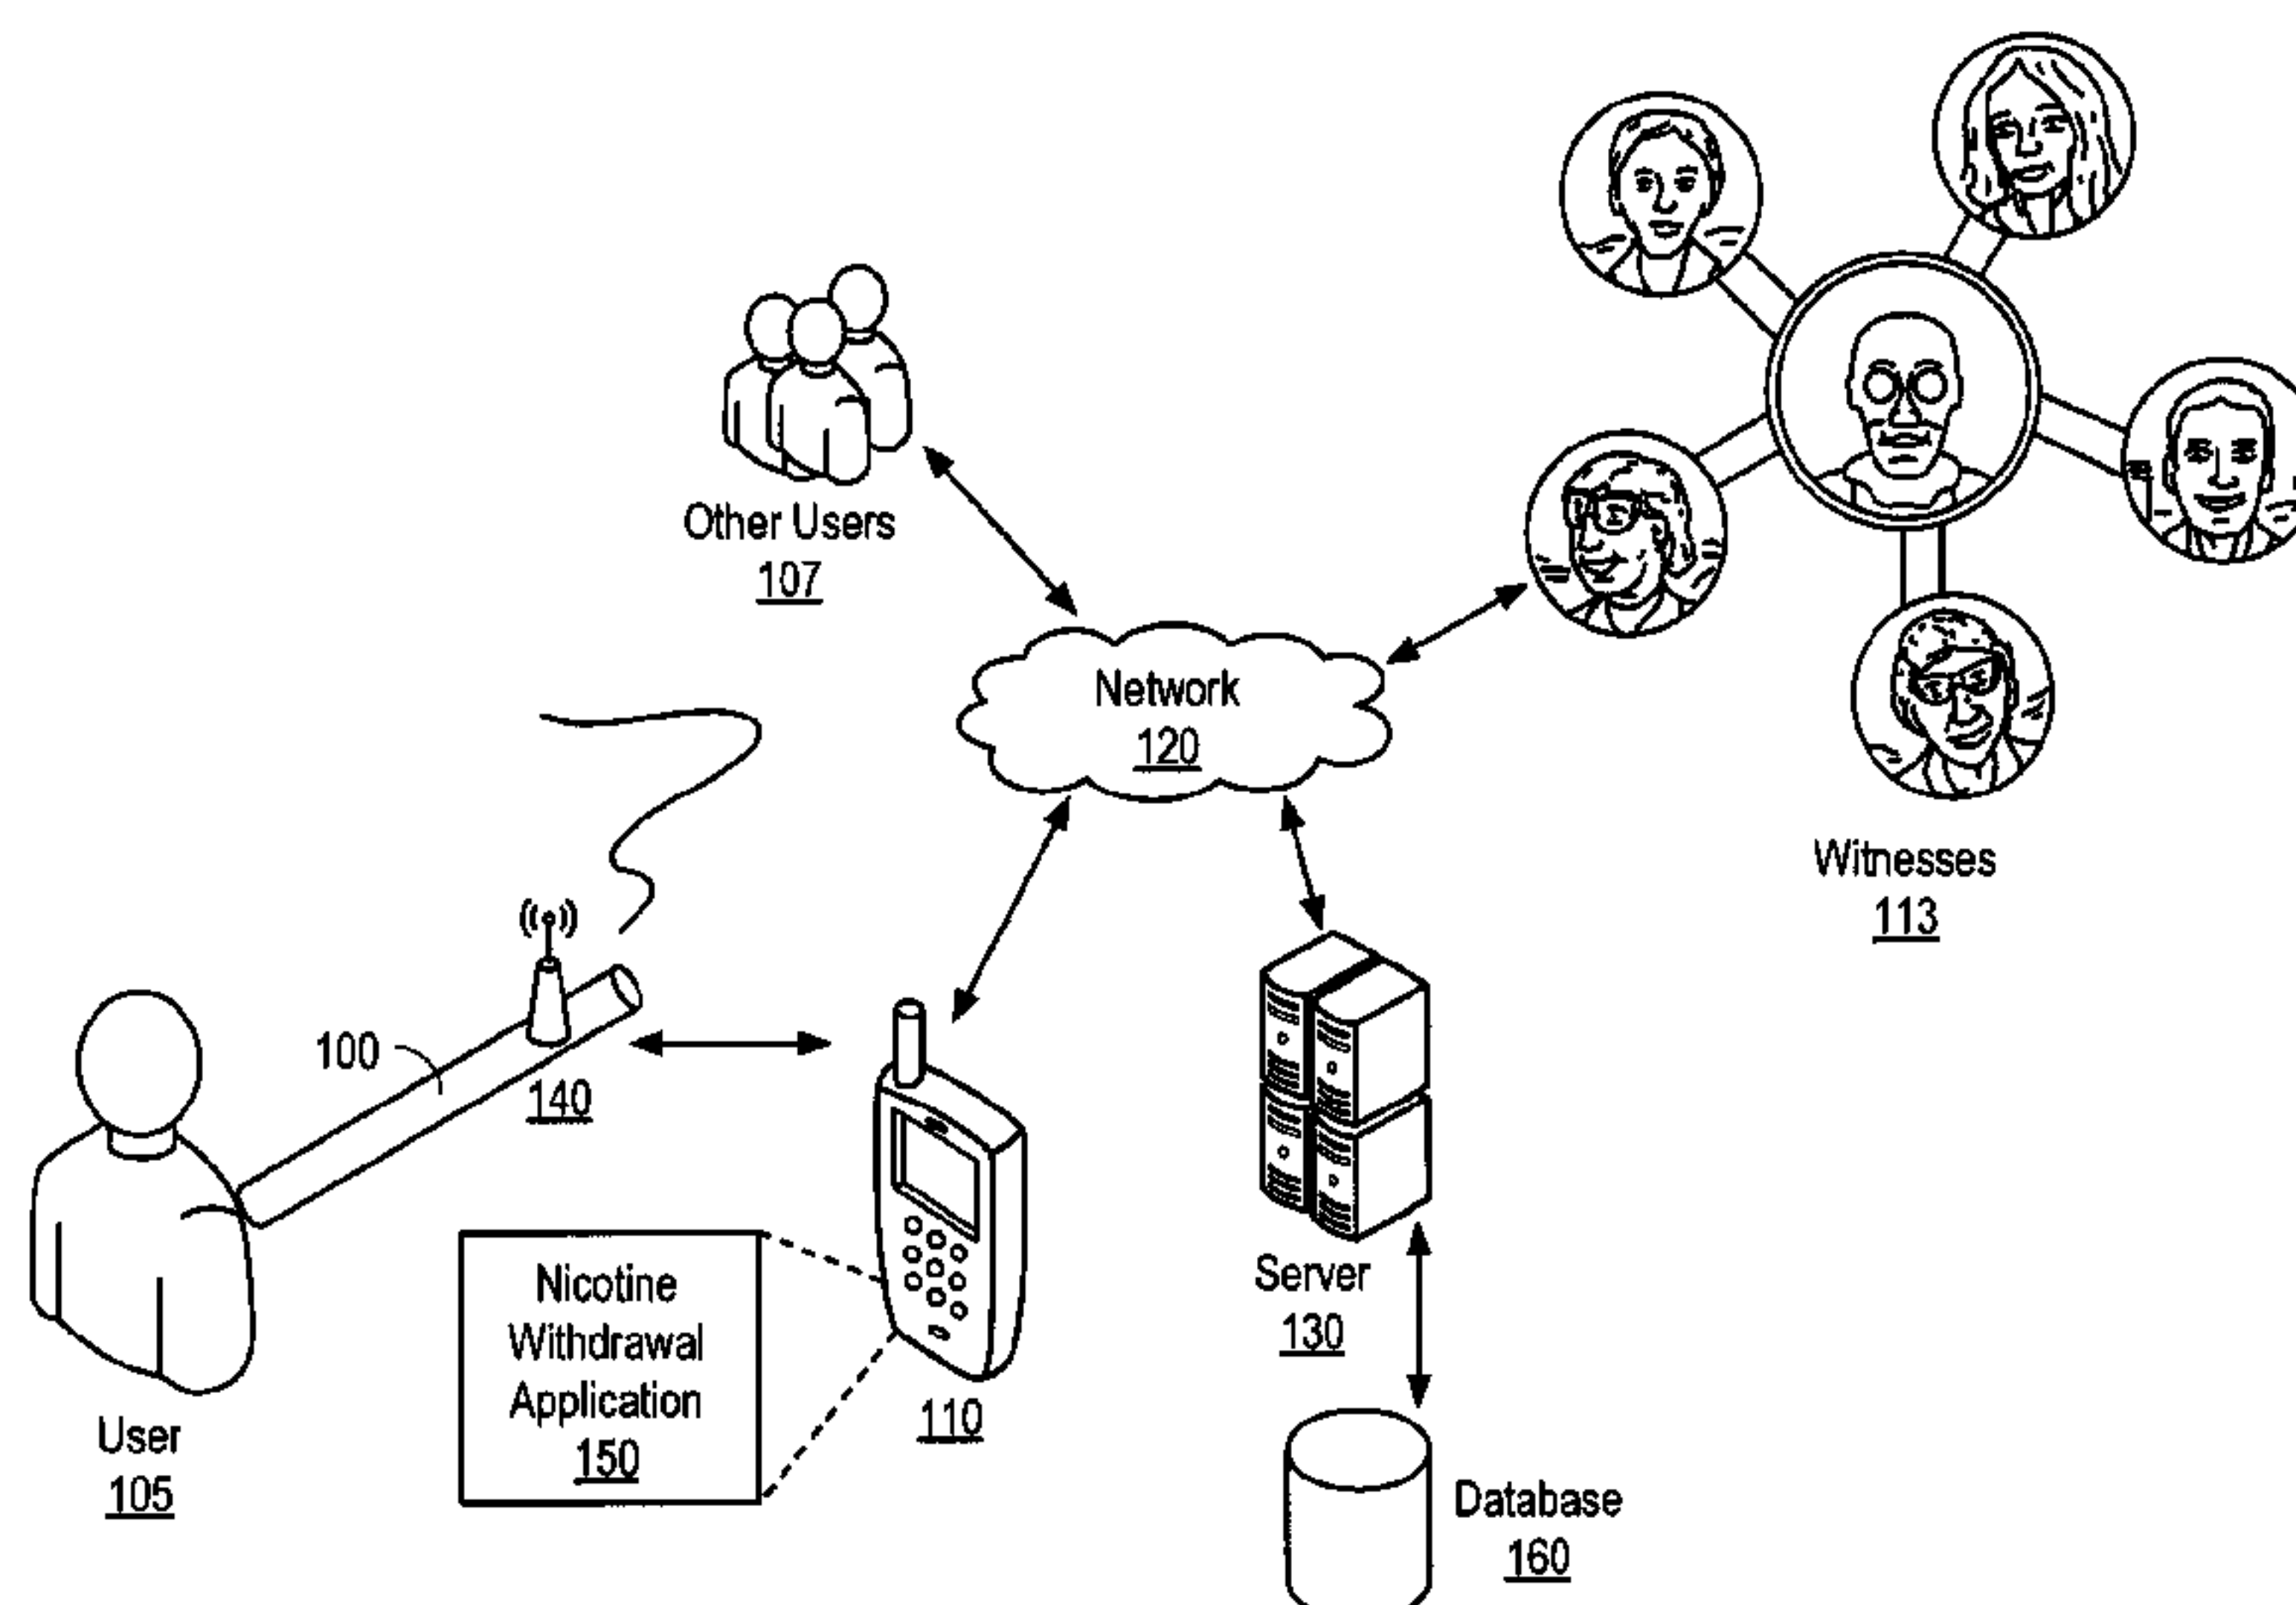 Other Users
107
Network
120
Witnesses
113
100
140
User
105
Nicotine
Withdrawal
Application
150
110
Server
130
Database
160